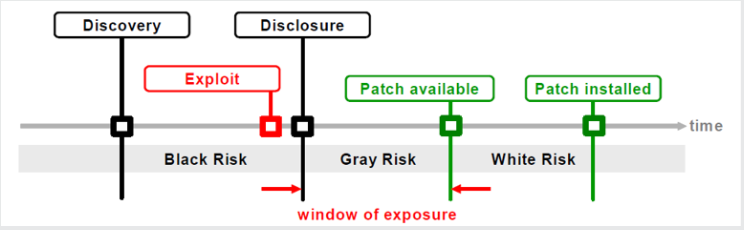 Discovery
Disclosure
Exploit
Patch available
Patch installed
time
Black Risk
Gray Risk
White Risk
window of exposure